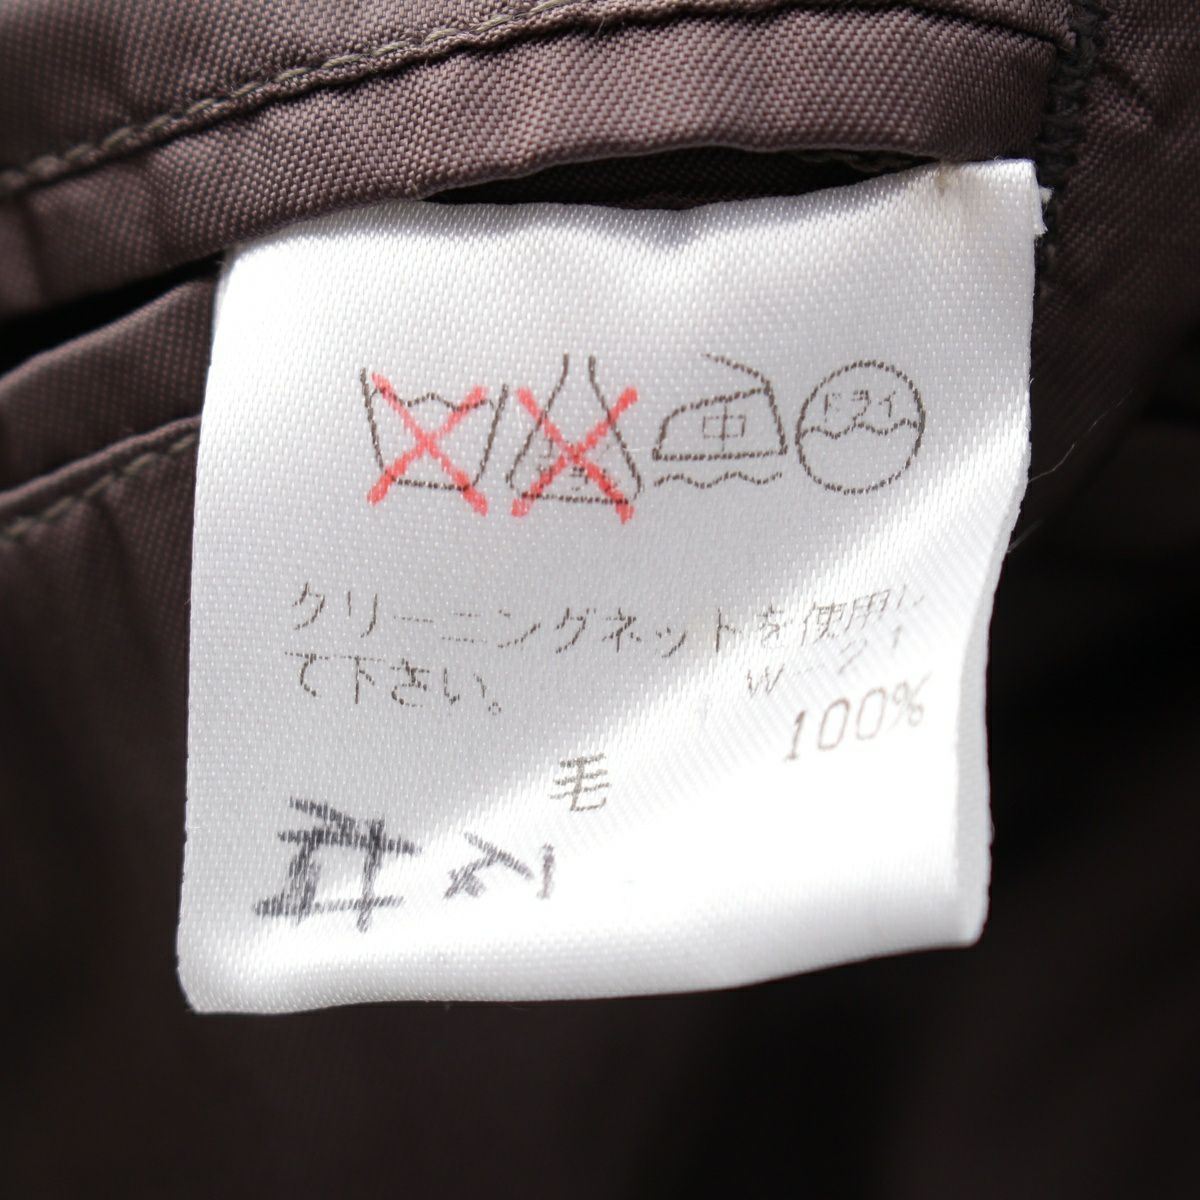 中
ドライ
クリーニングネットを使用し
て下さい。
W-21
毛 100%